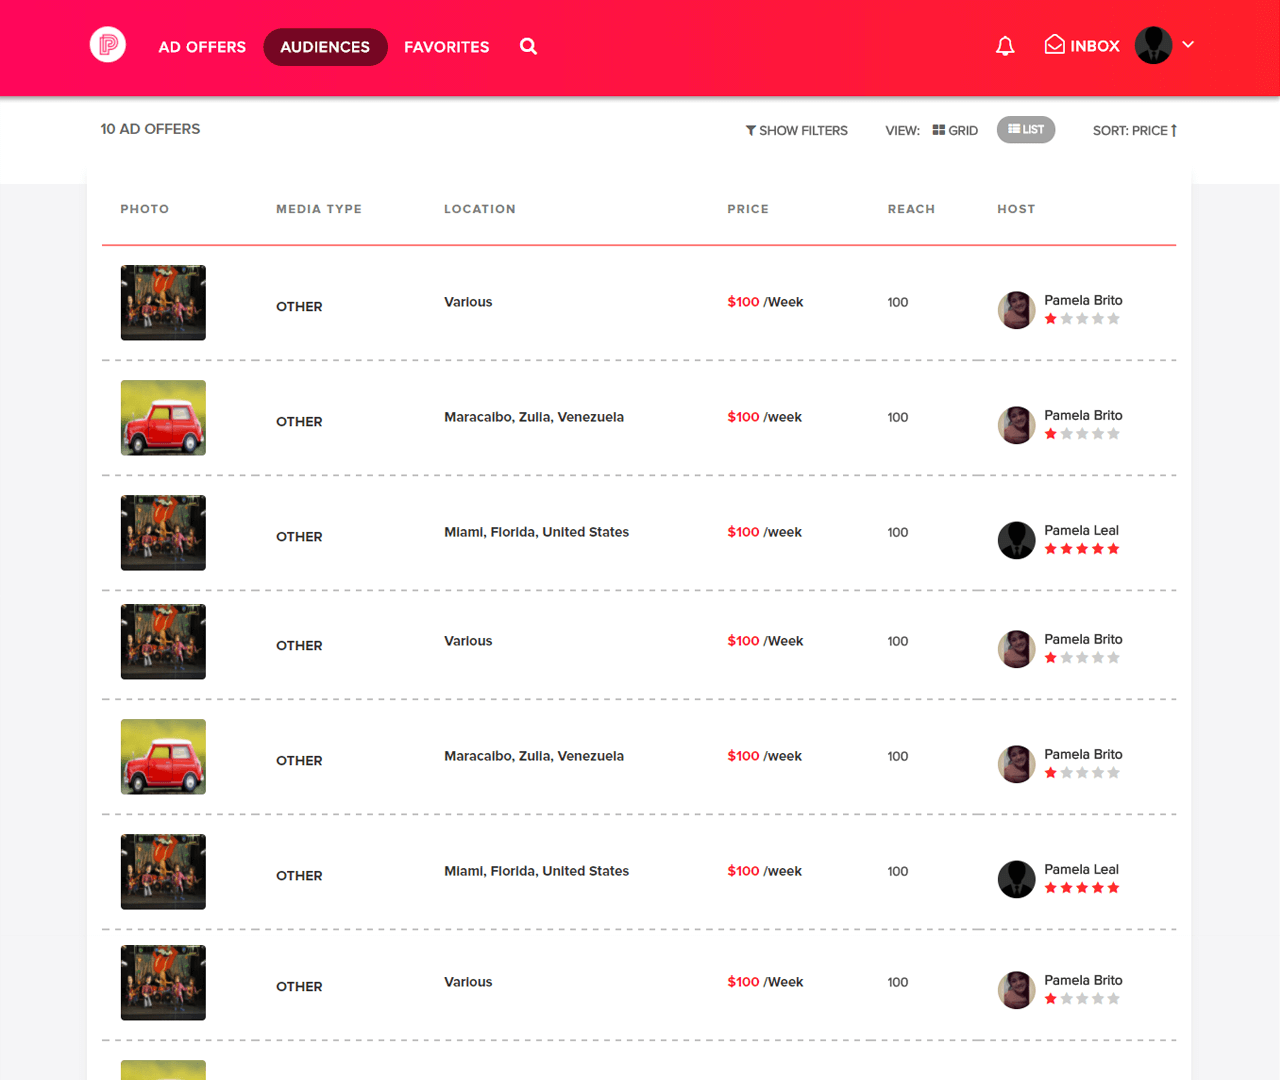 AD OFFERS AUDIENCES FAVORITES INBOX
10 AD OFFERS SHOW FILTERS VIEW: GRID LIST SORT: PRICE
PHOTO MEDIA TYPE LOCATION PRICE REACH HOST
OTHER Various $100 /Week 100 Pamela Brito
OTHER Maracaibo, Zulia, Venezuela $100 /week 100 Pamela Brito
OTHER Miami, Florida, United States $100 /week 100 Pamela Leal
OTHER Various $100 /Week 100 Pamela Brito
OTHER Maracaibo, Zulia, Venezuela $100 /week 100 Pamela Brito
OTHER Miami, Florida, United States $100 /week 100 Pamela Leal
OTHER Various $100 /Week 100 Pamela Brito